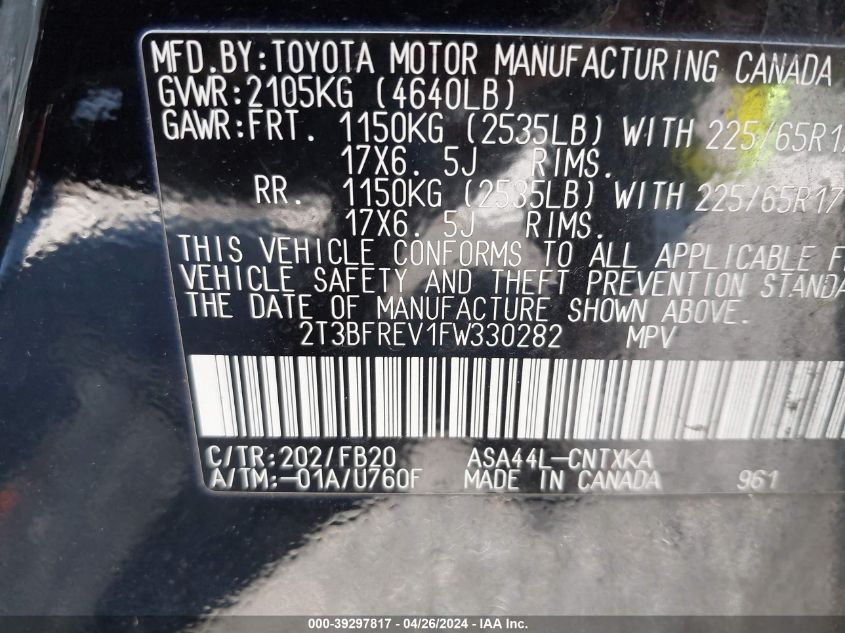 MFD.BY:TOYOTA MOTOR MANUFACTURING CANADA
GVWR:2105KG (4640LB)
GAWR:FRT. 1150KG (2535LB) WITH 225/65R17
17X6.5J RIMS.
RR. 1150KG (2535LB) WITH 225/65R17
17X6.5J RIMS.
THIS VEHICLE CONFORMS TO ALL APPLICABLE
VEHICLE SAFETY AND THEFT PREVENTION
THE DATE OF MANUFACTURE SHOWN ABOVE.
2T3BFREV1FW330282 MPV
C/TR:202/FB20 ASA44L-CNTXKA
A/TM:-01A/U760F MADE IN CANADA 961
000-39297817 - 04/26/2024 - IAA Inc.